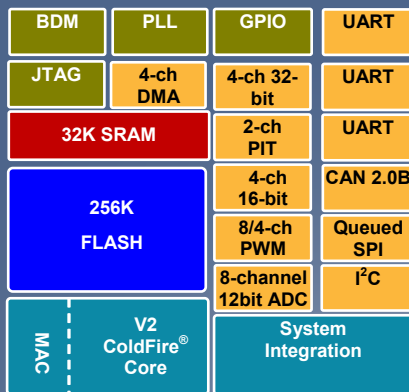 BDM
PLL
GPIO
UART
JTAG
4-ch
DMA
4-ch 32-
bit
UART
32K SRAM
2-ch
PIT
UART
256K
FLASH
4-ch
16-bit
CAN 2.0B
8/4-ch
PWM
Queued
SPI
8-channel
12bit ADC
I²C
MAC
V2
ColdFire®
Core
System
Integration